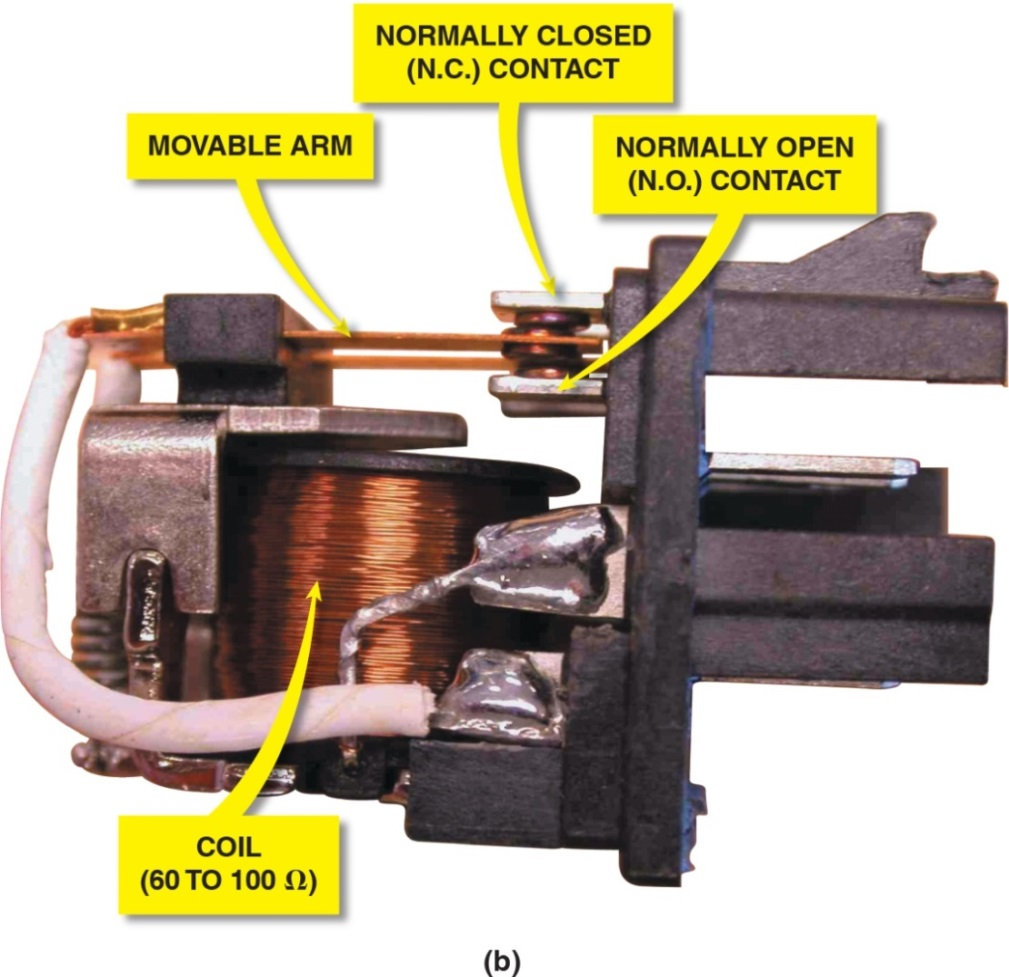 NORMALLY CLOSED
(N.C.) CONTACT
MOVABLE ARM
NORMALLY OPEN
(N.O.) CONTACT
COIL
(60 TO 100 Ω)
(b)